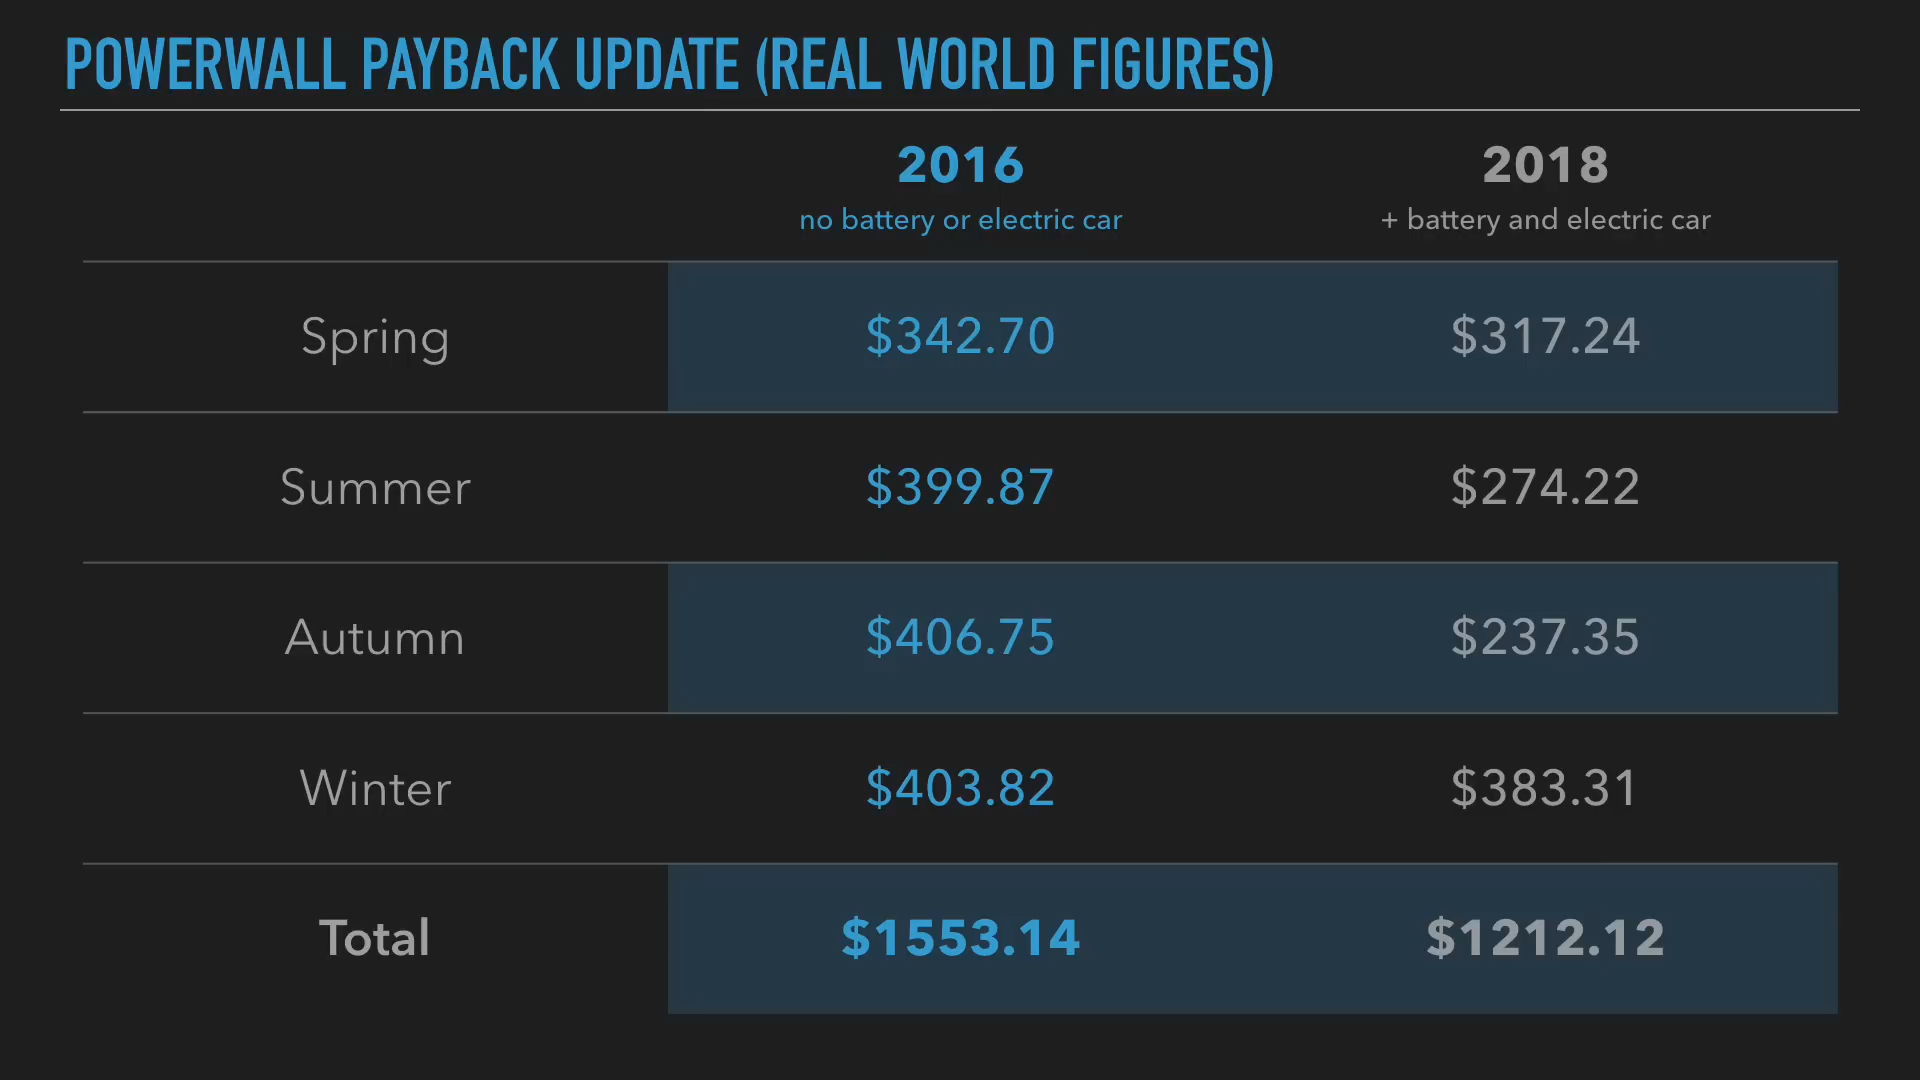 POWERWALL PAYBACK UPDATE (REAL WORLD FIGURES)
2016 2018
no battery or electric car + battery and electric car
Spring $342.70 $317.24
Summer $399.87 $274.22
Autumn $406.75 $237.35
Winter $403.82 $383.31
Total $1553.14 $1212.12